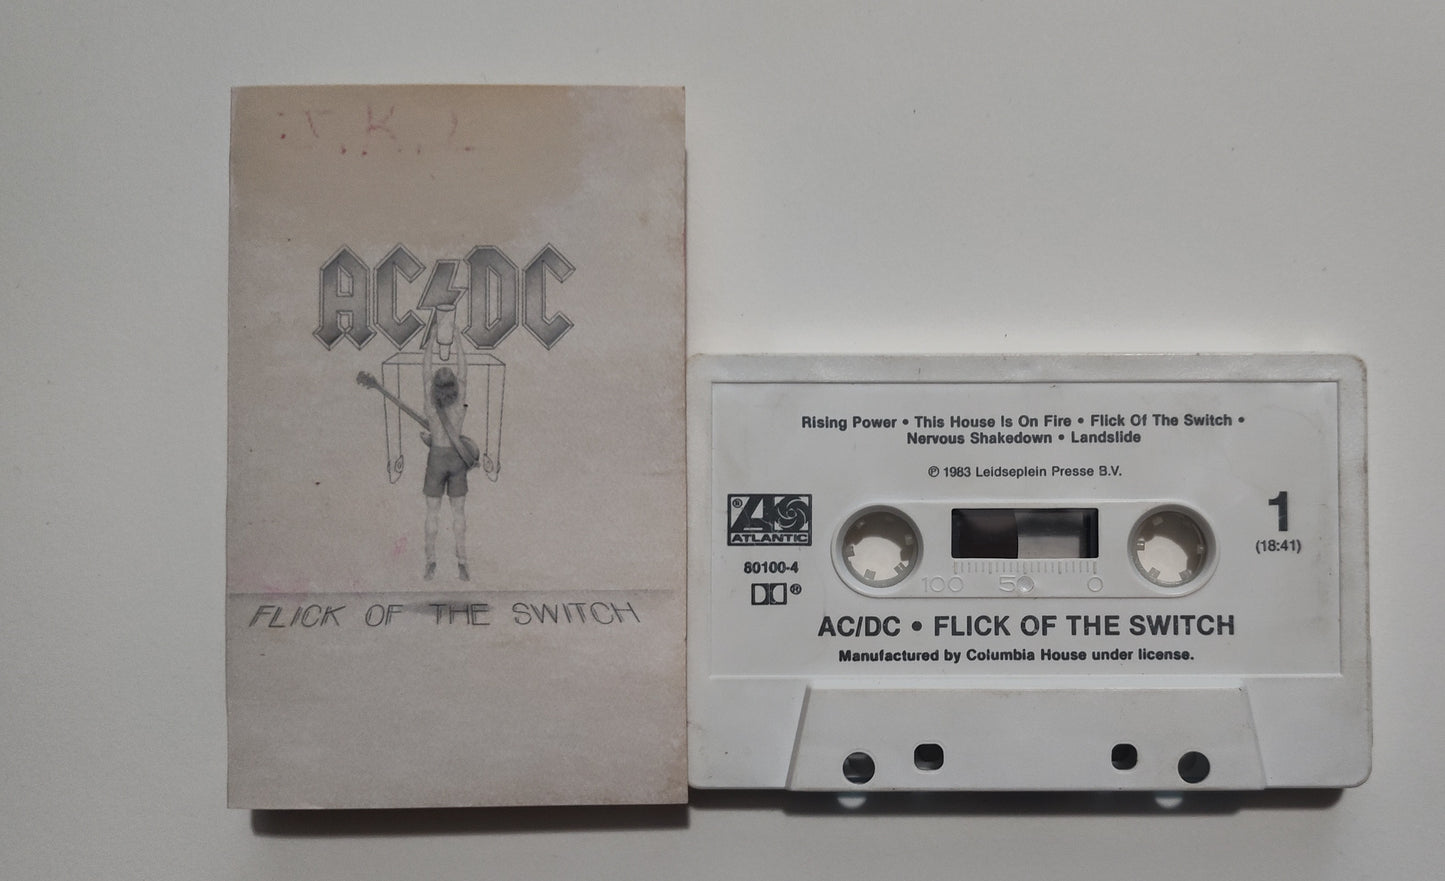 AC/DC
FLICK OF THE SWITCH
Rising Power • This House Is On Fire • Flick Of The Switch •
Nervous Shakedown • Landslide
℗ 1983 Leidseplein Presse B.V.
ATLANTIC
®
80100-4
®
1
(18:41)
100 50 0
AC/DC • FLICK OF THE SWITCH
Manufactured by Columbia House under license.